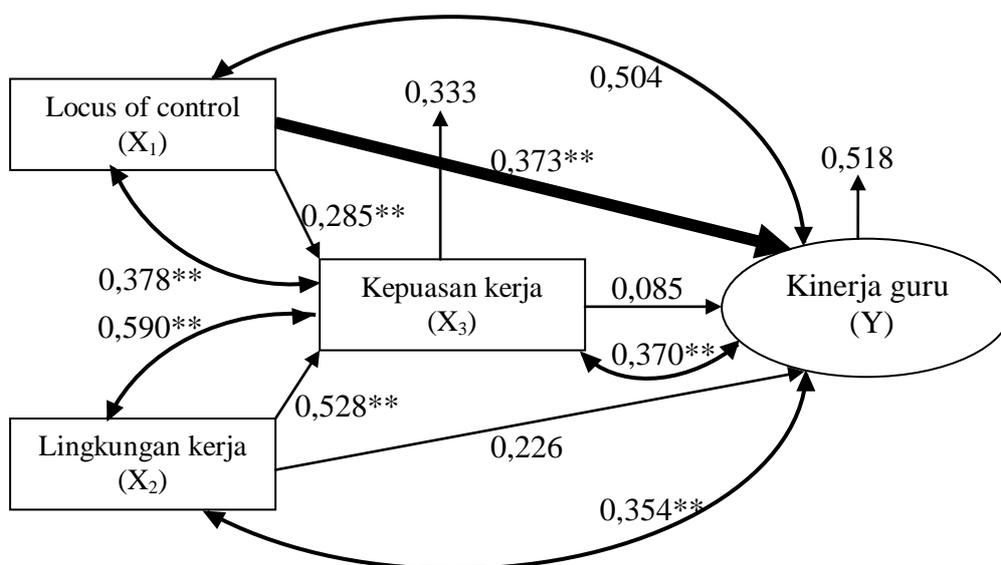 0,504
Locus of control
(X₁)
0,333
0,373**
0,518
0,285**
0,378**
Kepuasan kerja
(X₃)
0,085
Kinerja guru
(Y)
0,590**
0,370**
0,528**
Lingkungan kerja
(X₂)
0,226
0,354**